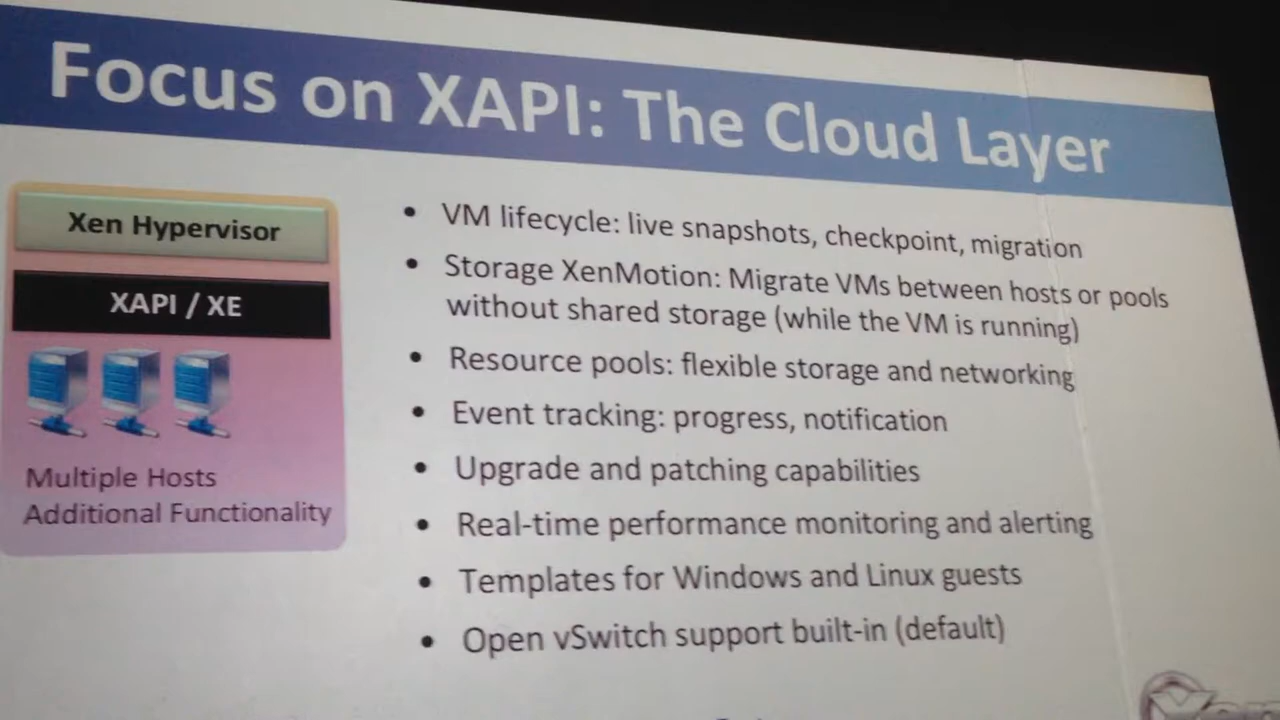 Focus on XAPI: The Cloud Layer
Xen Hypervisor
XAPI / XE
Multiple Hosts
Additional Functionality
• VM lifecycle: live snapshots, checkpoint, migration
• Storage XenMotion: Migrate VMs between hosts or pools
without shared storage (while the VM is running)
• Resource pools: flexible storage and networking
• Event tracking: progress, notification
• Upgrade and patching capabilities
• Real-time performance monitoring and alerting
• Templates for Windows and Linux guests
• Open vSwitch support built-in (default)